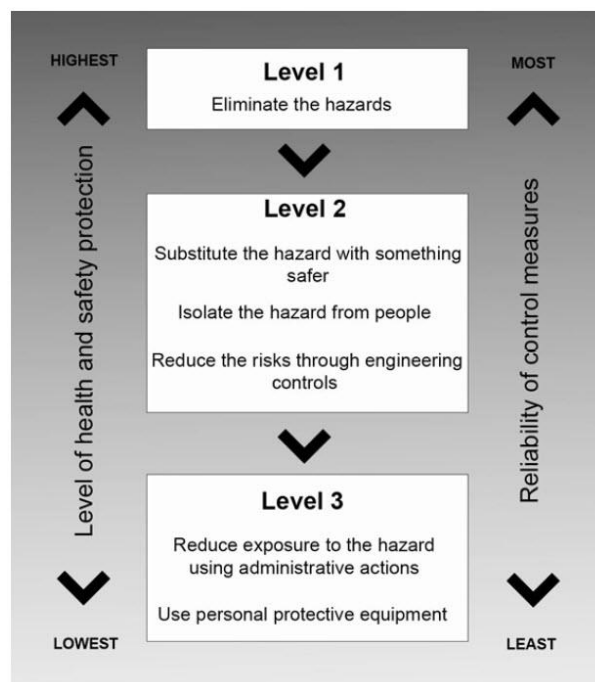 HIGHEST
MOST
Level 1
Eliminate the hazards
Level of health and safety protection
Reliability of control measures
Level 2
Substitute the hazard with something
safer
Isolate the hazard from people
Reduce the risks through engineering
controls
Level 3
Reduce exposure to the hazard
using administrative actions
Use personal protective equipment
LOWEST
LEAST